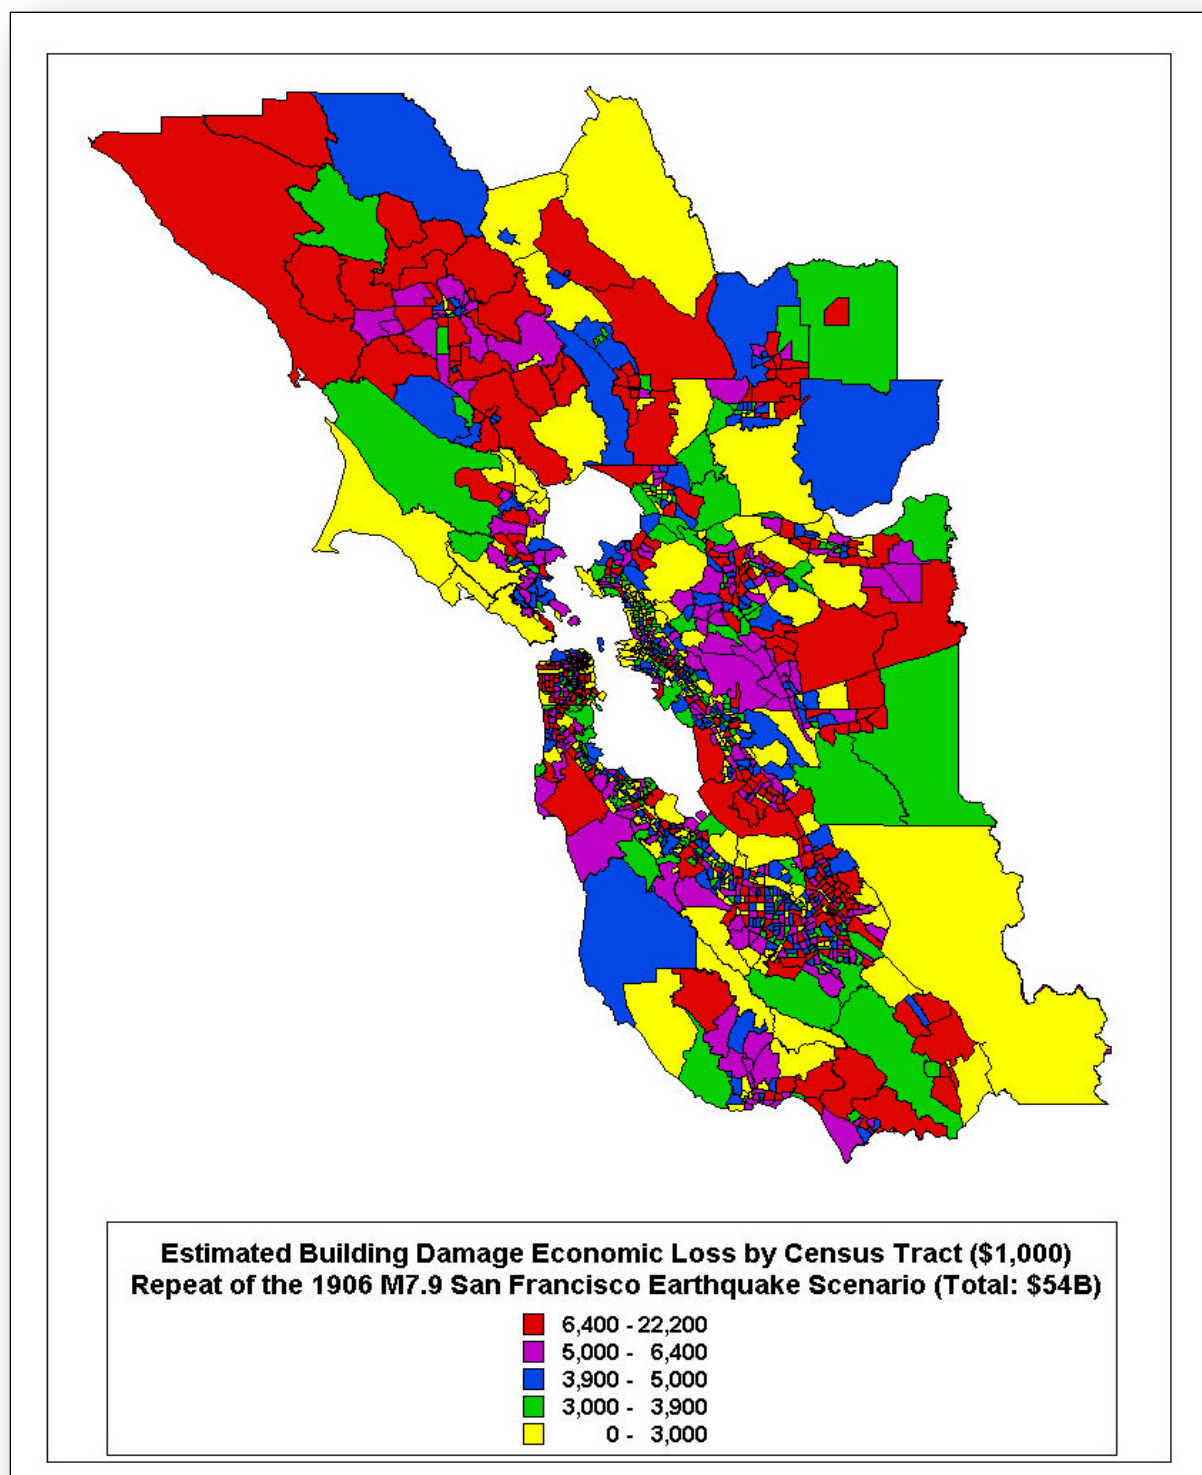 Estimated Building Damage Economic Loss by Census Tract ($1,000)
Repeat of the 1906 M7.9 San Francisco Earthquake Scenario (Total: $54B)
6,400 - 22,200
5,000 - 6,400
3,900 - 5,000
3,000 - 3,900
0 - 3,000